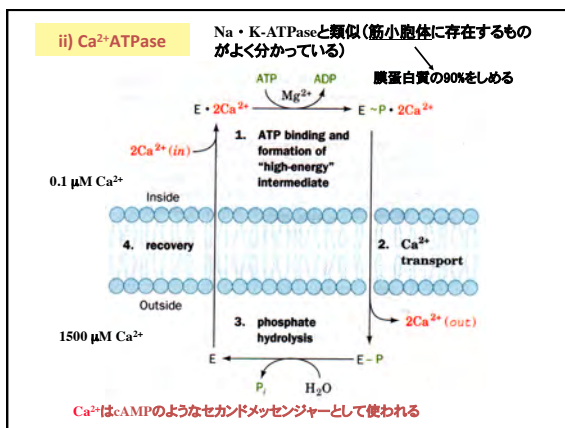 ii) Ca²⁺ATPase
Na・K-ATPaseと類似（筋小胞体に存在するもの
がよく分かっている）
膜蛋白質の90%をしめる
ATP ADP
Mg²⁺
E・2Ca²⁺
E ~P・2Ca²⁺
1. ATP binding and
formation of
"high-energy"
intermediate
2Ca²⁺(in)
0.1 μM Ca²⁺
Inside
4. recovery
2. Ca²⁺
transport
Outside
1500 μM Ca²⁺
3. phosphate
hydrolysis
2Ca²⁺(out)
E
E–P
Pᵢ H₂O
Ca²⁺はcAMPのようなセカンドメッセンジャーとして使われる